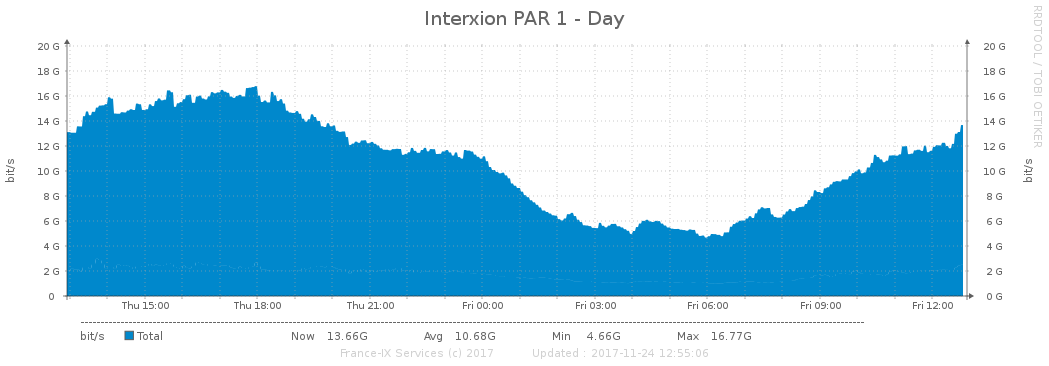 Interxion PAR 1 - Day
RRDTOOL / TOBI OETIKER
20 G 20 G
18 G 18 G
16 G 16 G
14 G 14 G
12 G 12 G
10 G 10 G
8 G 8 G
6 G 6 G
4 G 4 G
2 G 2 G
0 0 G
bit/s bit/s
Thu 15:00 Thu 18:00 Thu 21:00 Fri 00:00 Fri 03:00 Fri 06:00 Fri 09:00 Fri 12:00
bit/s Total Now 13.66G Avg 10.68G Min 4.66G Max 16.77G
France-IX Services (c) 2017 Updated : 2017-11-24 12:55:06